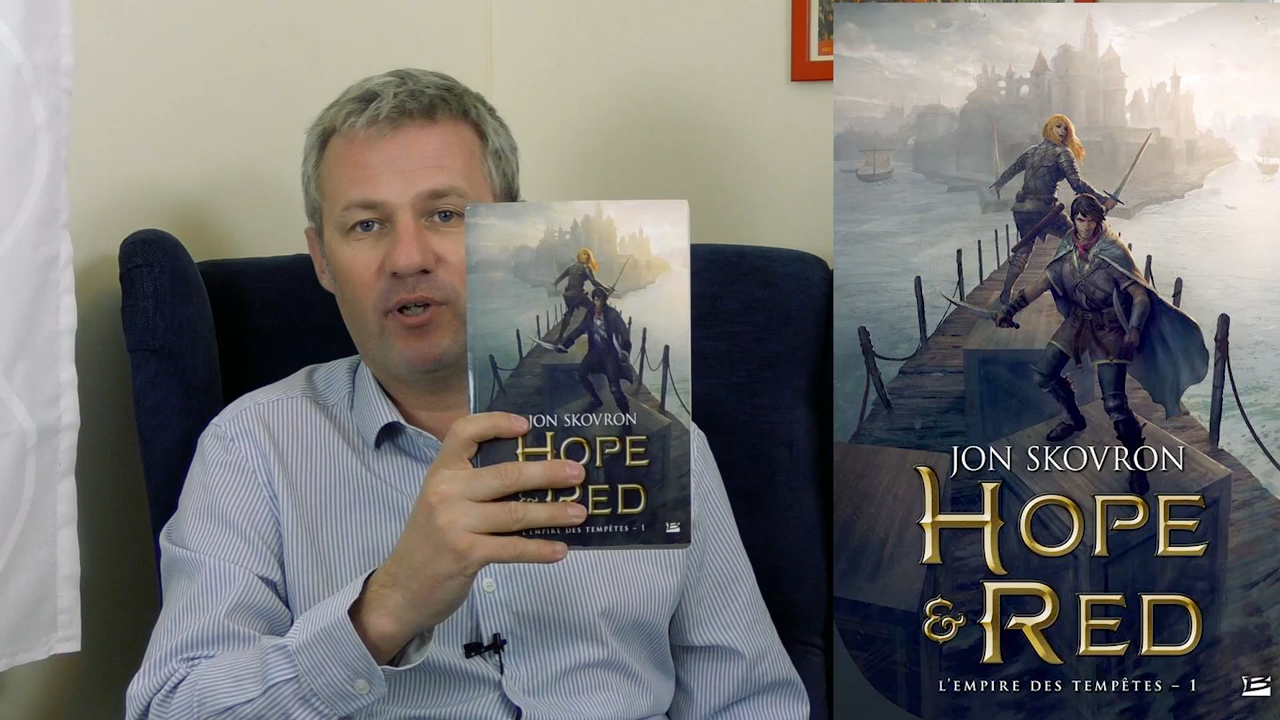 JON SKOVRON
HOPE
& RED
L'EMPIRE DES TEMPÊTES – 1
JON SKOVRON
HOPE
& RED
L'EMPIRE DES TEMPÊTES – 1